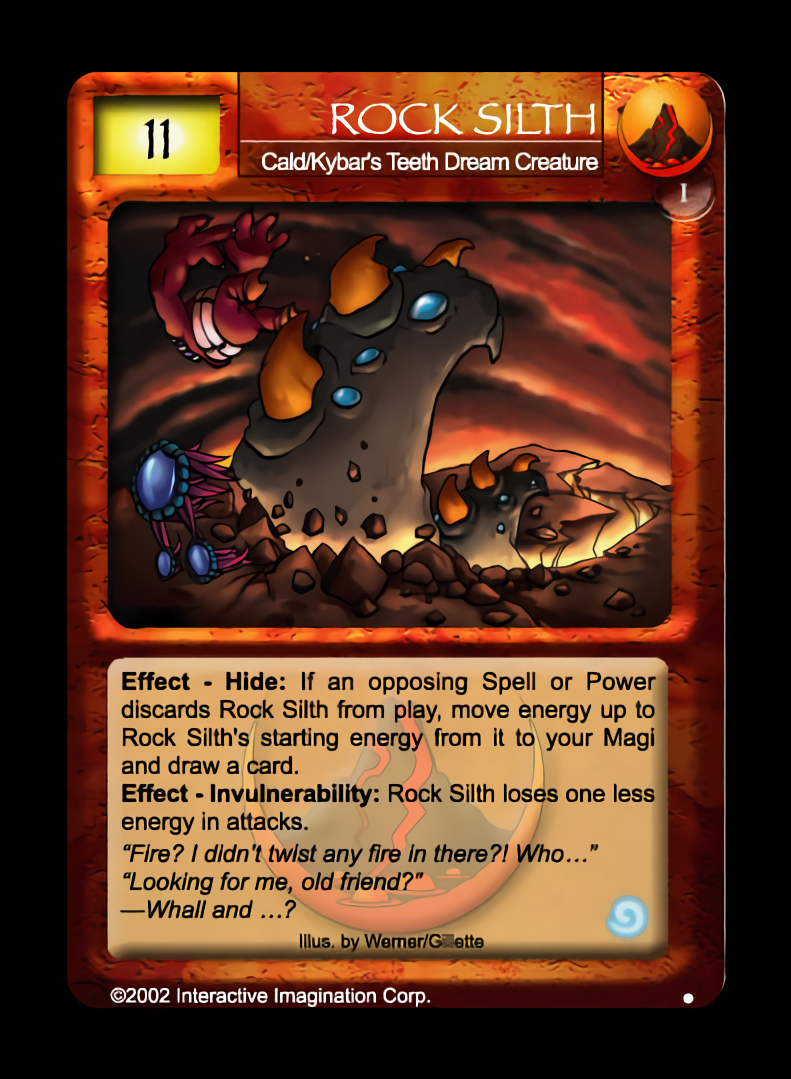 11
ROCK SILTH
Cald/Kybar's Teeth Dream Creature
I
Effect - Hide: If an opposing Spell or Power
discards Rock Silth from play, move energy up to
Rock Silth's starting energy from it to your Magi
and draw a card.
Effect - Invulnerability: Rock Silth loses one less
energy in attacks.
“Fire? I didn't twist any fire in there?! Who…”
“Looking for me, old friend?”
—Whall and …?
Illus. by
©2002 Interactive Imagination Corp.